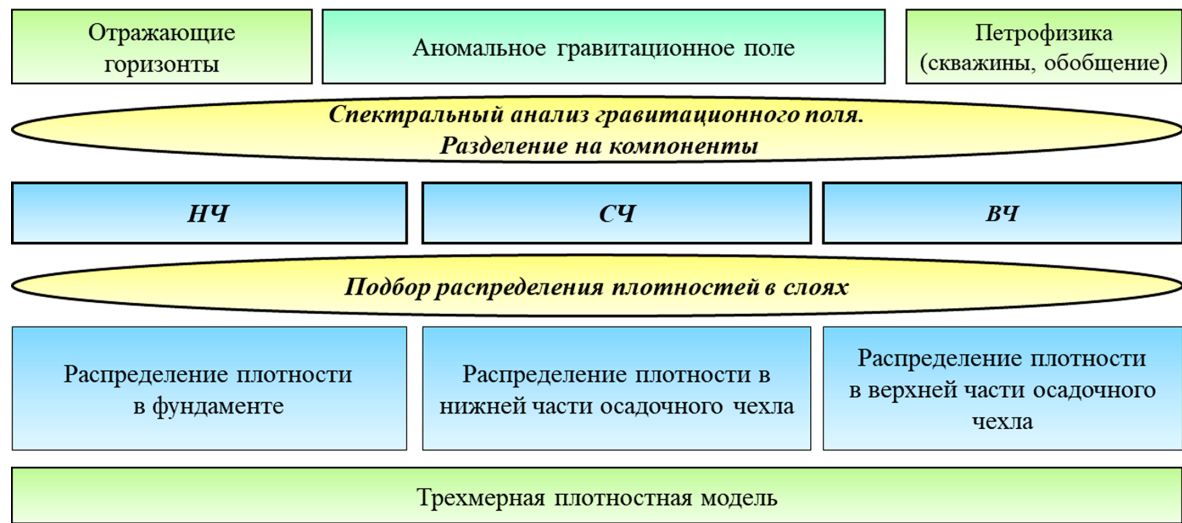 Отражающие
горизонты
Аномальное гравитационное поле
Петрофизика
(скважины, обобщение)
Спектральный анализ гравитационного поля.
Разделение на компоненты
НЧ
СЧ
ВЧ
Подбор распределения плотностей в слоях
Распределение плотности
в фундаменте
Распределение плотности в
нижней части осадочного чехла
Распределение плотности
в верхней части осадочного
чехла
Трехмерная плотностная модель